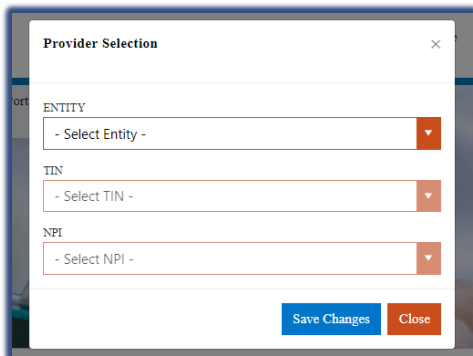 Provider Selection
×
ENTITY
- Select Entity -
TIN
- Select TIN -
NPI
- Select NPI -
Save Changes
Close